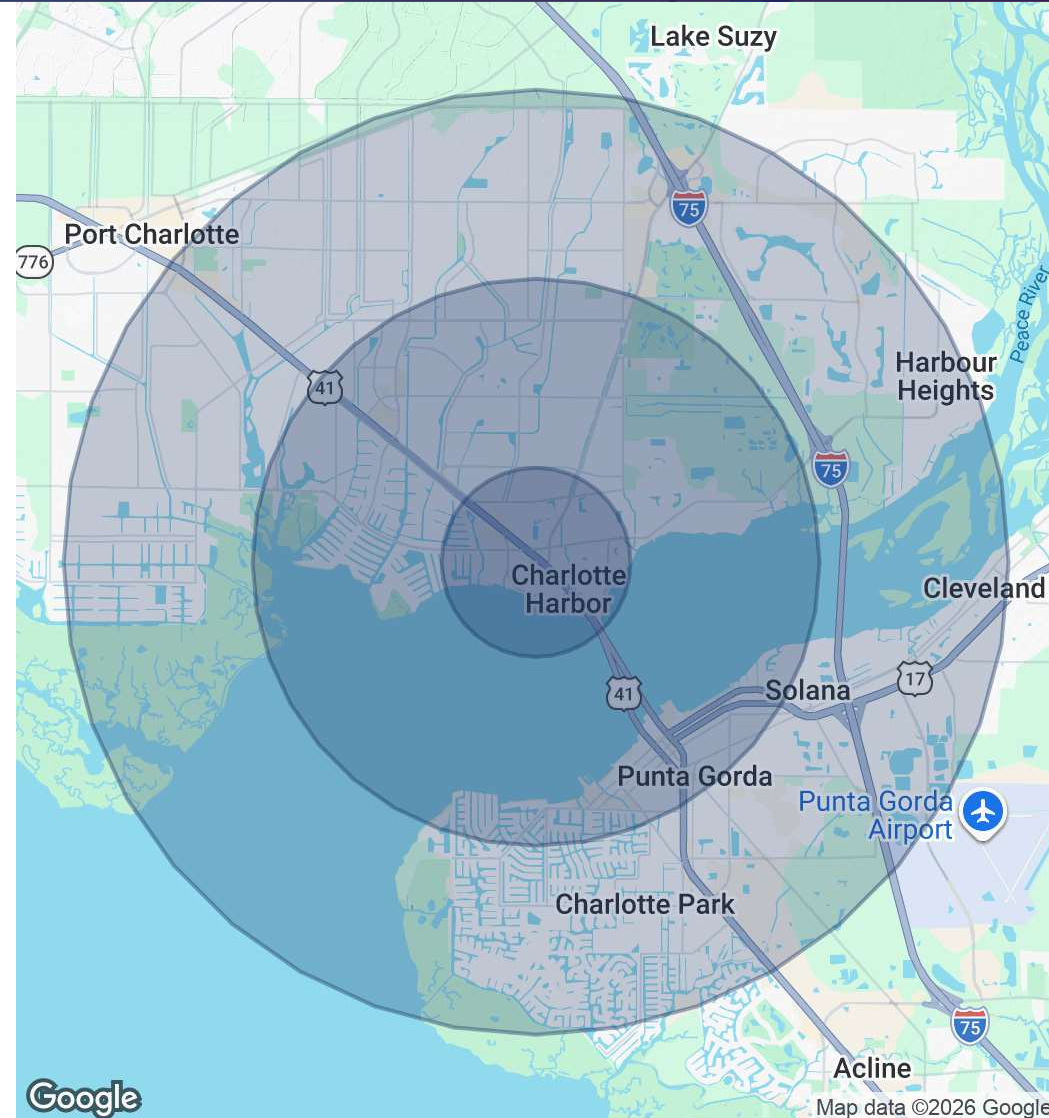 Lake Suzy
75
Port Charlotte
776
Peace River
Harbour
Heights
41
75
Charlotte
Harbor
Cleveland
17
Solana
41
Punta Gorda
Punta Gorda
Airport
Charlotte Park
75
Acline
Google
Map data ©2026 Google